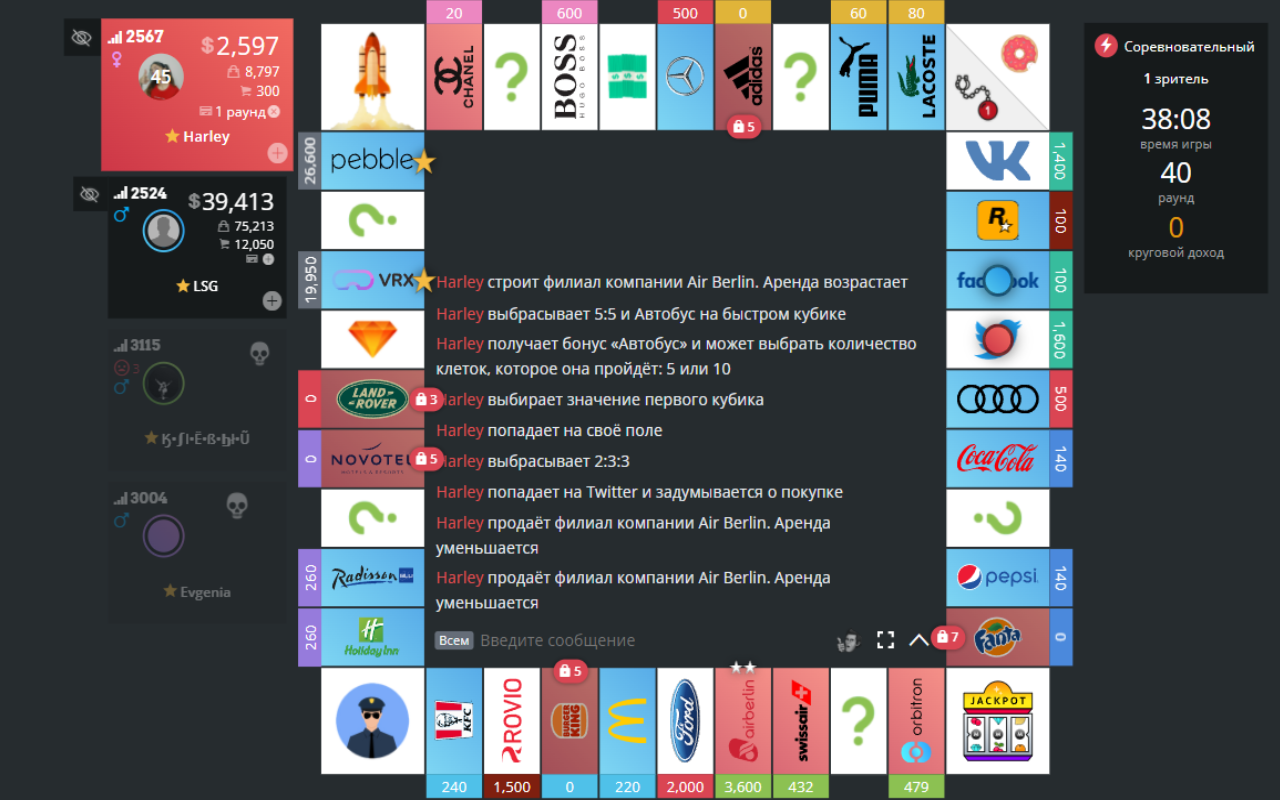 2567
$2,597
45
8,797
300
1 раунд
Harley
2524
$39,413
75,213
12,050
LSG
3115
3
3004
Evgenia
20
600
500
0
60
80
CHANEL
?
BOSS
HUGO BOSS
adidas
5
?
PUMA
LACOSTE
1
26,600
pebble
19,950
VRX
0
LAND-
-ROVER
3
0
NOVOTEL
HOTELS & RESORTS
5
?
260
Radisson BLU
260
Holiday Inn
VK
1,400
R
100
facebook
100
1,600
Audi
500
Coca-Cola
140
?
pepsi
140
7
Fanta
0
Harley строит филиал компании Air Berlin. Аренда возрастает
Harley выбрасывает 5:5 и Автобус на быстром кубике
Harley получает бонус «Автобус» и может выбрать количество
клеток, которое она пройдёт: 5 или 10
Harley выбирает значение первого кубика
Harley попадает на своё поле
Harley выбрасывает 2:3:3
Harley попадает на Twitter и задумывается о покупке
Harley продаёт филиал компании Air Berlin. Аренда
уменьшается
Harley продаёт филиал компании Air Berlin. Аренда
уменьшается
Всем Введите сообщение
KFC
ROVIO
5
BURGER
KING
Ford
airberlin
swissair
?
orbitron
JACKPOT
240
1,500
0
220
2,000
3,600
432
479
Соревновательный
1 зритель
38:08
время игры
40
раунд
0
круговой доход